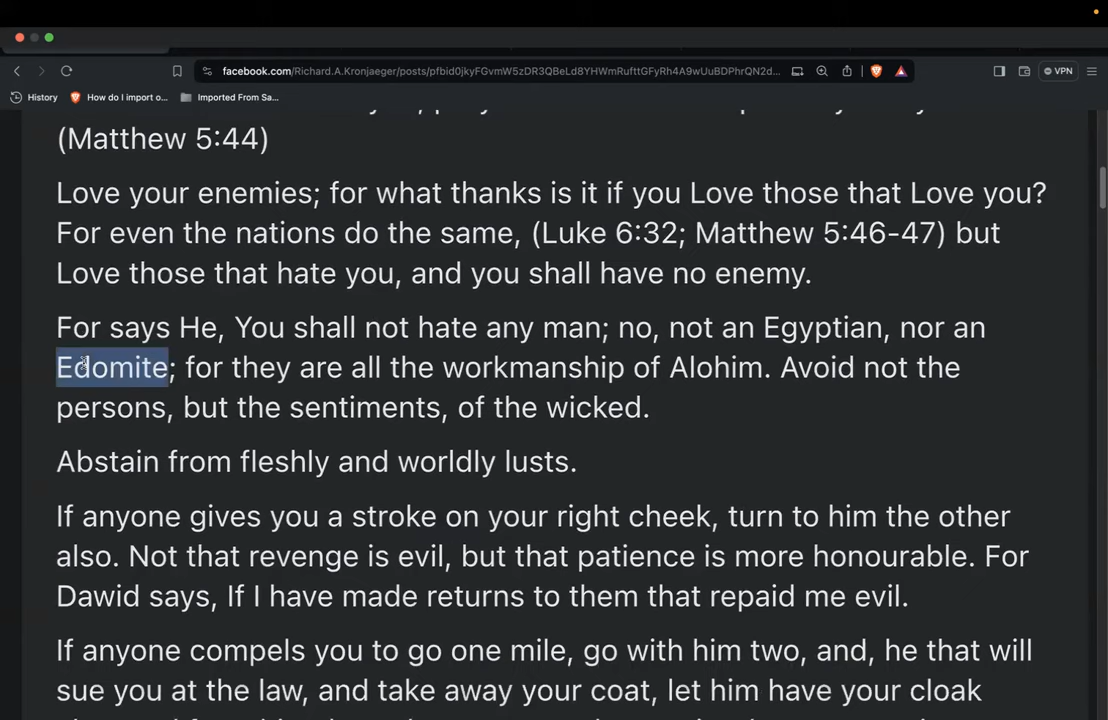 facebook.com/Richard.A.Kronjaeger/posts/pfbid0jkyFGvmW5zDR3QBeLd8YHWmRufttGFyRh4A9wUuBDPhrQN2d...
VPN
History
How do I import o...
Imported From Sa...
(Matthew 5:44)
Love your enemies; for what thanks is it if you Love those that Love you?
For even the nations do the same, (Luke 6:32; Matthew 5:46-47) but
Love those that hate you, and you shall have no enemy.
For says He, You shall not hate any man; no, not an Egyptian, nor an
Edomite; for they are all the workmanship of Alohim. Avoid not the
persons, but the sentiments, of the wicked.
Abstain from fleshly and worldly lusts.
If anyone gives you a stroke on your right cheek, turn to him the other
also. Not that revenge is evil, but that patience is more honourable. For
Dawid says, If I have made returns to them that repaid me evil.
If anyone compels you to go one mile, go with him two, and, he that will
sue you at the law, and take away your coat, let him have your cloak